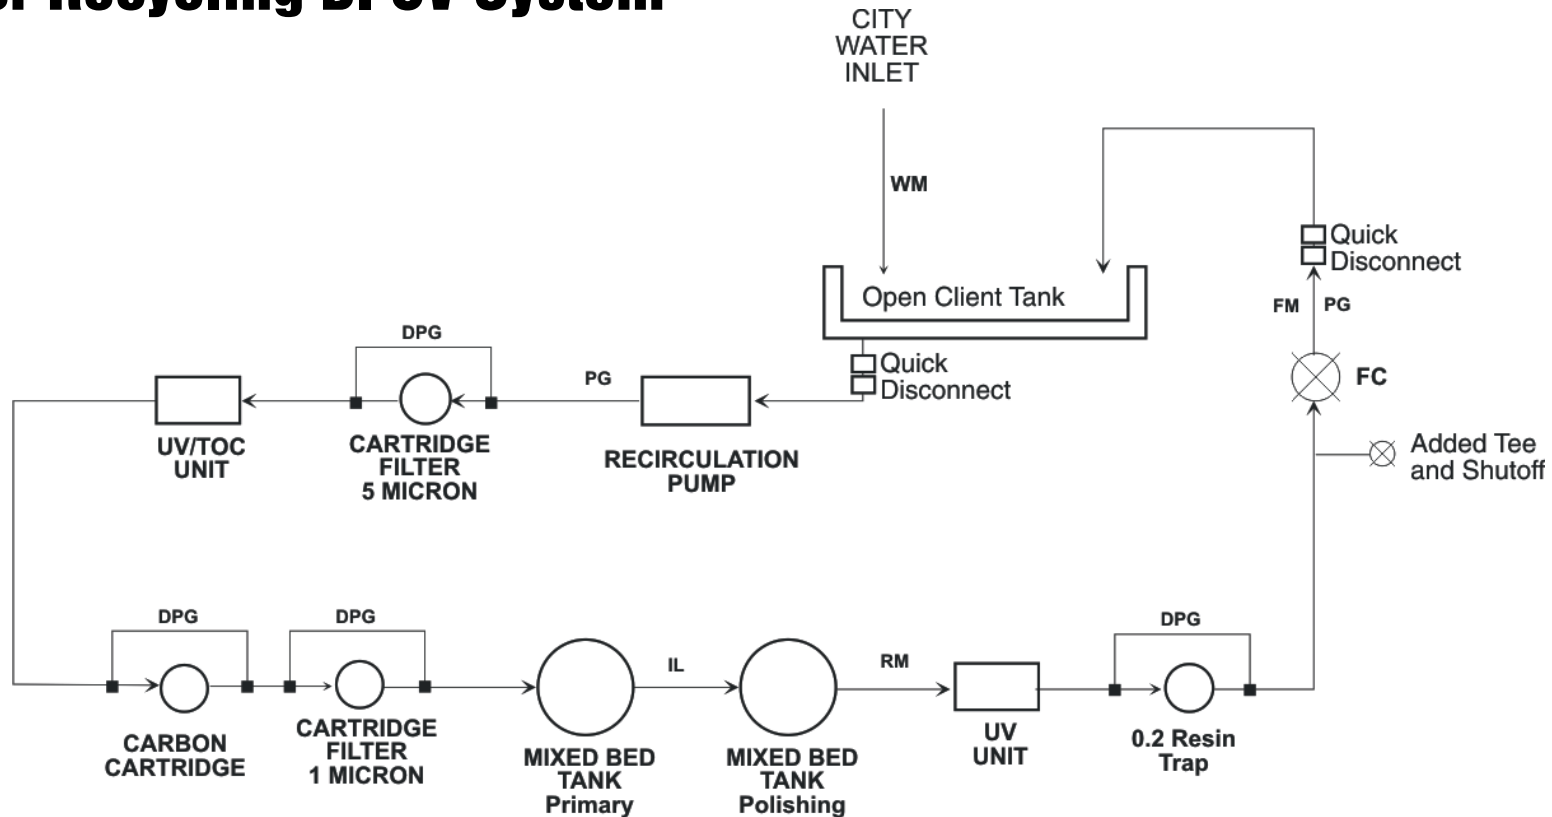 Recycling DI UV System
CITY
WATER
INLET
WM
Quick
Disconnect
Open Client Tank
FM PG
DPG
Quick
Disconnect
PG
FC
UV/TOC
UNIT
CARTRIDGE
FILTER
5 MICRON
RECIRCULATION
PUMP
Added Tee
and Shutoff
DPG
DPG
DPG
IL
RM
CARBON
CARTRIDGE
CARTRIDGE
FILTER
1 MICRON
MIXED BED
TANK
Primary
MIXED BED
TANK
Polishing
UV
UNIT
0.2 Resin
Trap